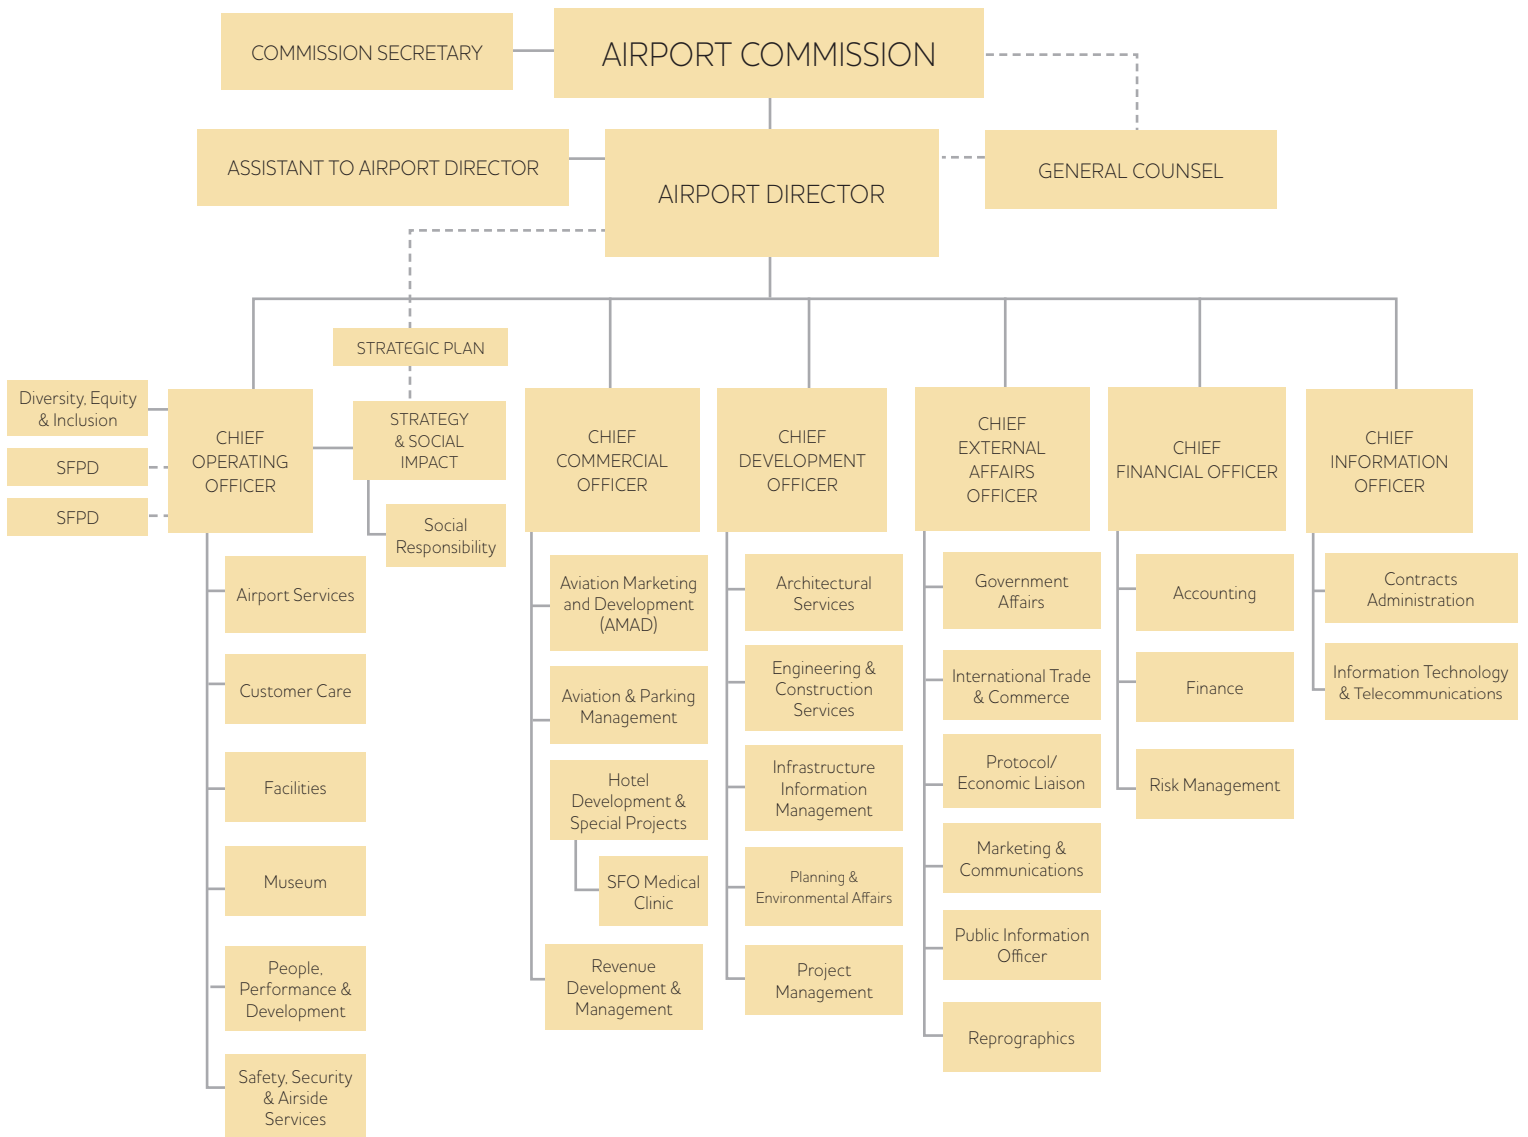 COMMISSION SECRETARY
AIRPORT COMMISSION
ASSISTANT TO AIRPORT DIRECTOR
AIRPORT DIRECTOR
GENERAL COUNSEL
STRATEGIC PLAN
Diversity, Equity
& Inclusion
SFPD
SFPD
CHIEF
OPERATING
OFFICER
STRATEGY
& SOCIAL
IMPACT
Social
Responsibility
Airport Services
Customer Care
Facilities
Museum
People,
Performance &
Development
Safety, Security
& Airside
Services
CHIEF
COMMERCIAL
OFFICER
Aviation Marketing
and Development
(AMAD)
Aviation & Parking
Management
Hotel
Development &
Special Projects
SFO Medical
Clinic
Revenue
Development &
Management
CHIEF
DEVELOPMENT
OFFICER
Architectural
Services
Engineering &
Construction
Services
Infrastructure
Information
Management
Planning &
Environmental Affairs
Project
Management
CHIEF
EXTERNAL
AFFAIRS
OFFICER
Government
Affairs
International Trade
& Commerce
Protocol/
Economic Liaison
Marketing &
Communications
Public Information
Officer
Reprographics
CHIEF
FINANCIAL OFFICER
Accounting
Finance
Risk Management
CHIEF
INFORMATION
OFFICER
Contracts
Administration
Information Technology
& Telecommunications